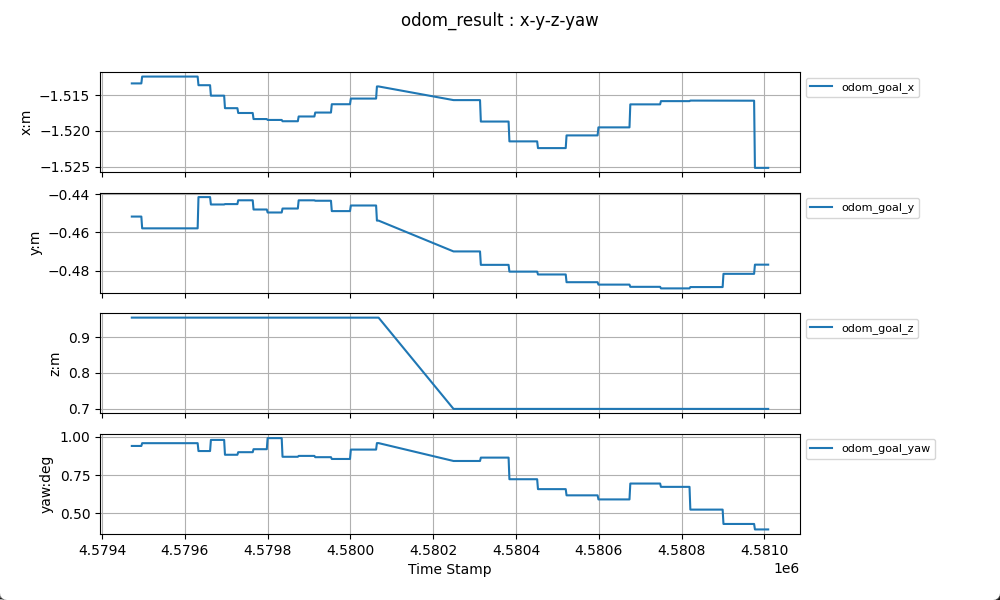 odom_result : x-y-z-yaw
x:m
−1.515
−1.520
−1.525
odom_goal_x
y:m
−0.44
−0.46
−0.48
odom_goal_y
z:m
0.9
0.8
0.7
odom_goal_z
yaw:deg
1.00
0.75
0.50
odom_goal_yaw
4.5794 4.5796 4.5798 4.5800 4.5802 4.5804 4.5806 4.5808 4.5810
Time Stamp
1e6